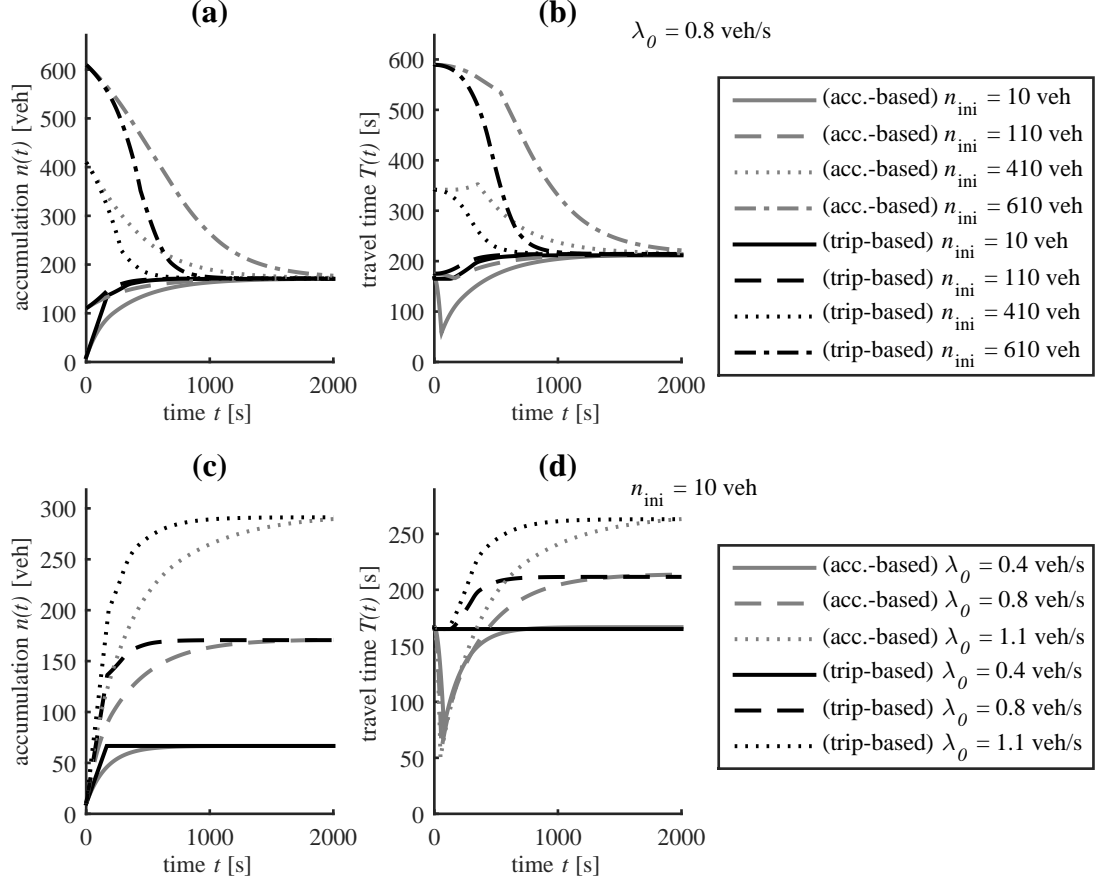 (a)
(b)
λ0 = 0.8 veh/s
accumulation n(t) [veh]
600
500
400
300
200
100
0
0
1000
2000
time t [s]
travel time T(t) [s]
600
500
400
300
200
100
0
0
1000
2000
time t [s]
(acc.-based) nini = 10 veh
(acc.-based) nini = 110 veh
(acc.-based) nini = 410 veh
(acc.-based) nini = 610 veh
(trip-based) nini = 10 veh
(trip-based) nini = 110 veh
(trip-based) nini = 410 veh
(trip-based) nini = 610 veh
(c)
(d)
nini = 10 veh
accumulation n(t) [veh]
300
250
200
150
100
50
0
0
1000
2000
time t [s]
travel time T(t) [s]
250
200
150
100
50
0
0
1000
2000
time t [s]
(acc.-based) λ0 = 0.4 veh/s
(acc.-based) λ0 = 0.8 veh/s
(acc.-based) λ0 = 1.1 veh/s
(trip-based) λ0 = 0.4 veh/s
(trip-based) λ0 = 0.8 veh/s
(trip-based) λ0 = 1.1 veh/s